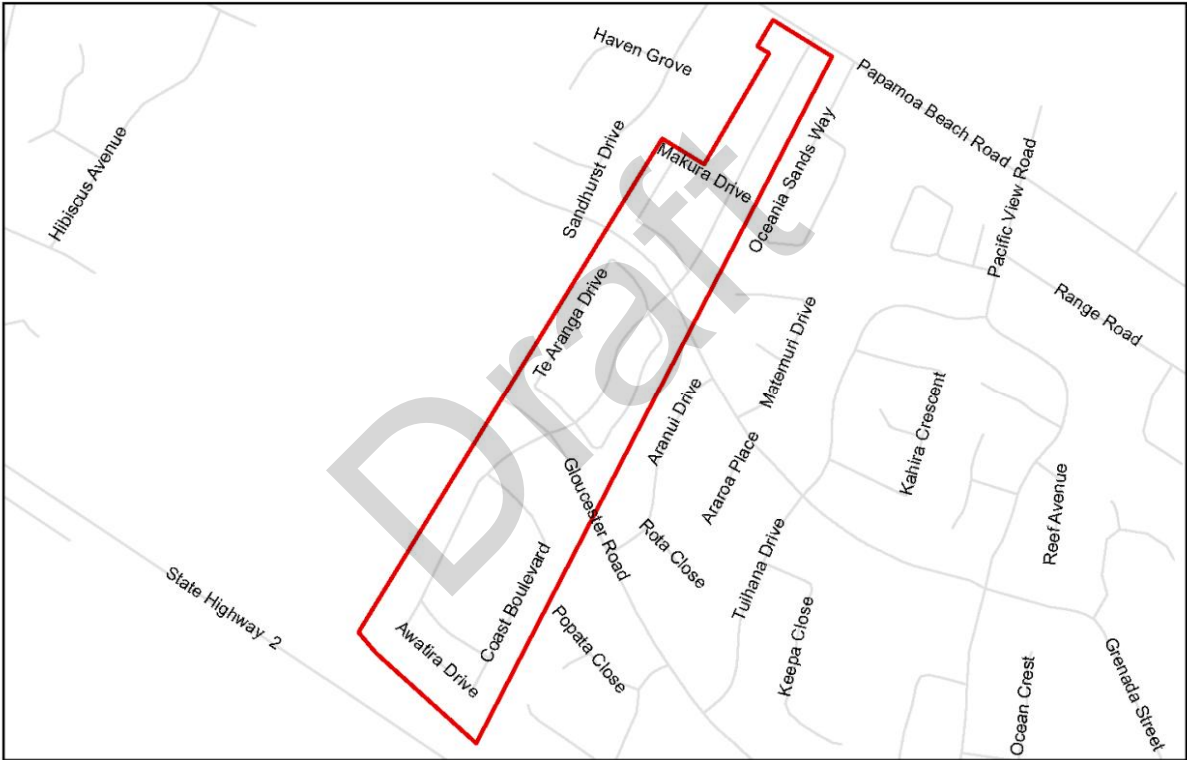 Haven Grove
Papamoa Beach Road
Hibiscus Avenue
Sandhurst Drive
Makura Drive
Oceania Sands Way
Pacific View Road
Range Road
Te Aranga Drive
Matemuri Drive
Draft
Aranui Drive
Kahira Crescent
Araroa Place
Gloucester Road
Reef Avenue
Rota Close
Tuihana Drive
State Highway 2
Coast Boulevard
Popata Close
Keepa Close
Awatira Drive
Grenada Street
Ocean Crest